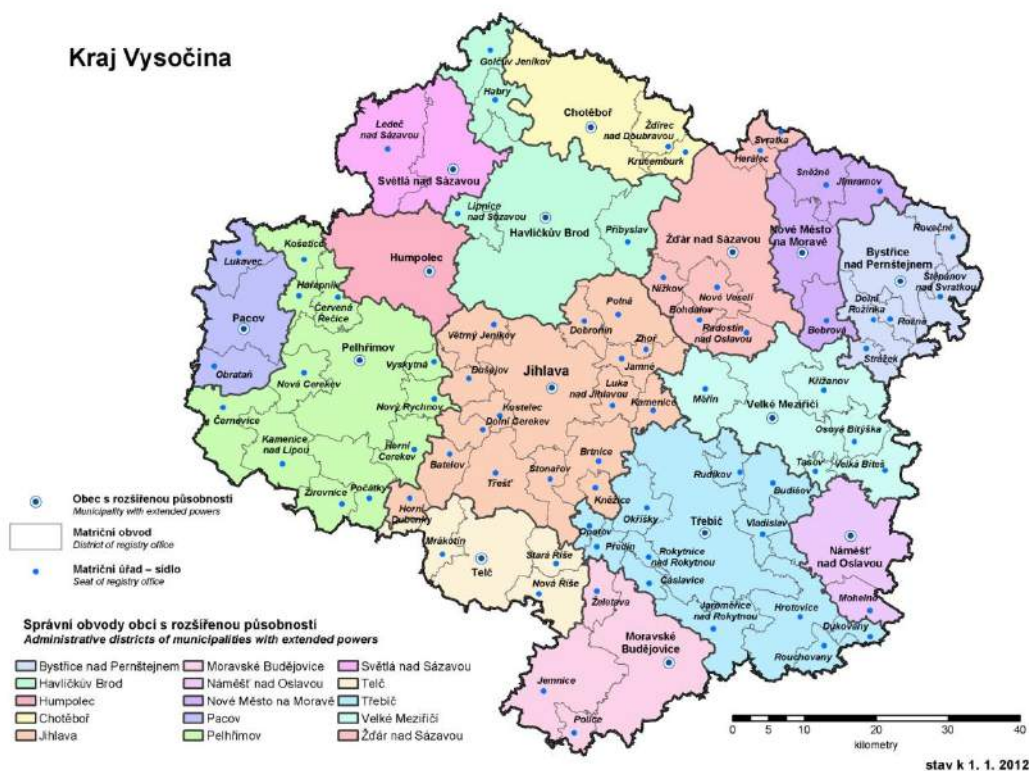 Kraj Vysočina
Golčův Jeníkov
Habry
Chotěboř
Ždírec
nad Doubravou
Krucemburk
Ledeč
nad Sázavou
Světlá nad Sázavou
Svratka
Herálec
Sněžné
Jimramov
Lipnice
nad Sázavou
Havlíčkův Brod
Přibyslav
Žďár nad Sázavou
Nové Město
na Moravě
Rovečné
Bystřice
nad Pernštejnem
Štěpánov
nad Svratkou
Košetice
Lukavec
Humpolec
Hořepník
Červená
Řečice
Pacov
Nížkov
Nové Veselí
Bohdalov
Radostín
nad Oslavou
Dolní
Rožínka
Rožná
Bobrová
Strážek
Polná
Dobronín
Větrný Jeníkov
Zhoř
Pelhřimov
Vyskytná
Jihlava
Jamné
Obrataň
Nová Cerekev
Dušejov
Luka
nad Jihlavou
Kamenice
Měřín
Křižanov
Velké Meziříčí
Nový Rychnov
Kostelec
Dolní Cerekev
Černovice
Osová Bítýška
Kamenice
nad Lipou
Horní
Cerekev
Batelov
Třešť
Stonařov
Brtnice
Tasov
Velká Bíteš
Rudíkov
Budišov
Kněžice
Počátky
Žirovnice
Horní
Dubenky
Okříšky
Třebíč
Vladislav
Opatov
Předín
Mrákotín
Telč
Stará Říše
Nová Říše
Rokytnice
nad Rokytnou
Čáslavice
Náměšť
nad Oslavou
Mohelno
Želetava
Jaroměřice
nad Rokytnou
Hrotovice
Dukovany
Rouchovany
Moravské
Budějovice
Jemnice
Police
Obec s rozšířenou působností
Municipality with extended powers
Matriční obvod
District of registry office
Matriční úřad – sídlo
Seat of registry office
Správní obvody obcí s rozšířenou působností
Administrative districts of municipalities with extended powers
Bystřice nad Pernštejnem
Moravské Budějovice
Světlá nad Sázavou
Havlíčkův Brod
Náměšť nad Oslavou
Telč
Humpolec
Nové Město na Moravě
Třebíč
Chotěboř
Pacov
Velké Meziříčí
Jihlava
Pelhřimov
Žďár nad Sázavou
0 5 10 20 30 40
kilometry
stav k 1. 1. 2012